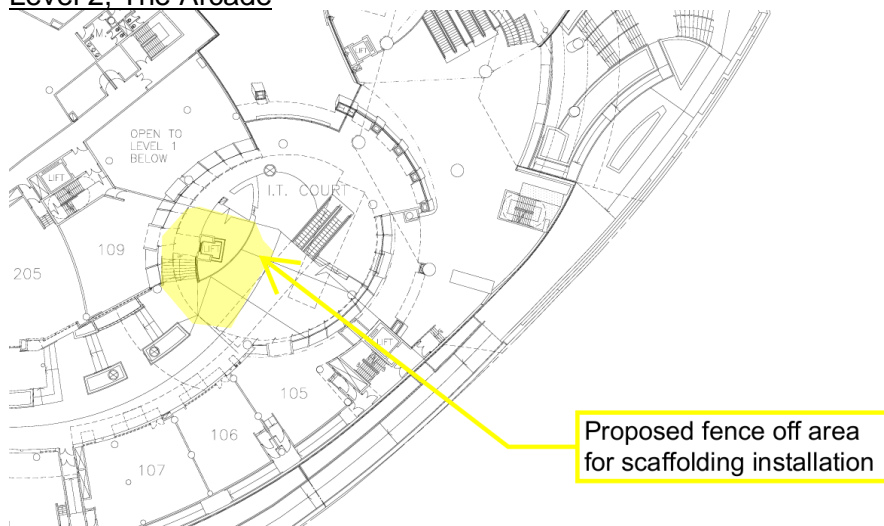 Level 2, The Arcade
M
LIFT
OPEN TO
LEVEL 1
BELOW
LIFT
I.T. COURT
109
205
LIFT
105
106
107
Proposed fence off area
for scaffolding installation